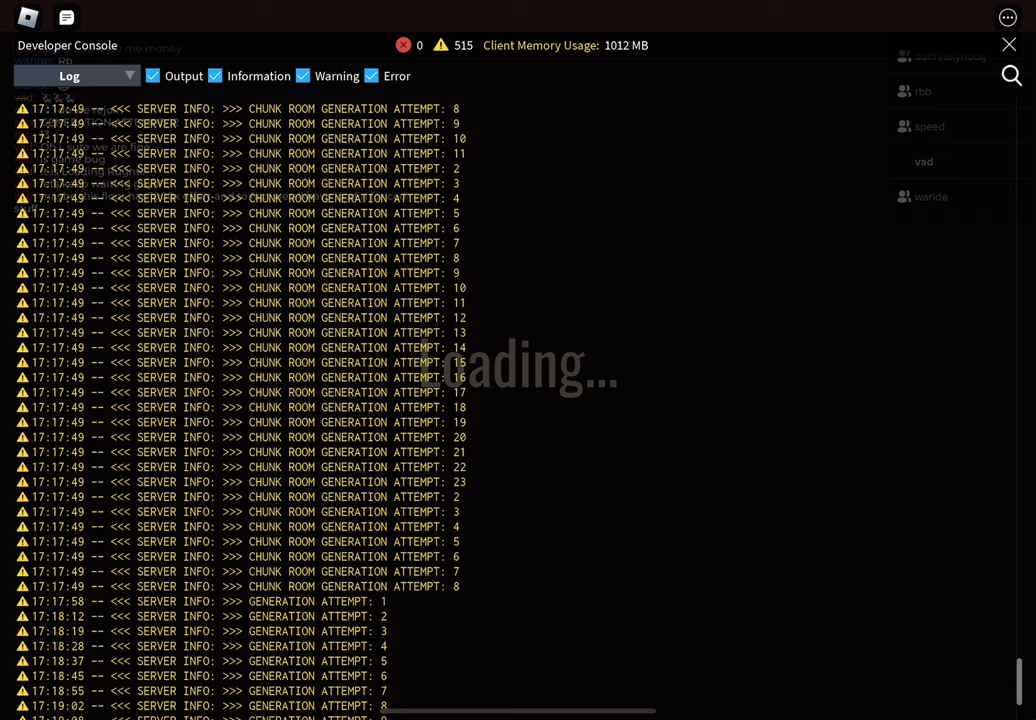 Developer Console
0
515
Client Memory Usage: 1012 MB
Log
Output
Information
Warning
Error
17:17:49 -- <<< SERVER INFO: >>> CHUNK ROOM GENERATION ATTEMPT: 8
17:17:49 -- <<< SERVER INFO: >>> CHUNK ROOM GENERATION ATTEMPT: 9
17:17:49 -- <<< SERVER INFO: >>> CHUNK ROOM GENERATION ATTEMPT: 10
17:17:49 -- <<< SERVER INFO: >>> CHUNK ROOM GENERATION ATTEMPT: 11
17:17:49 -- <<< SERVER INFO: >>> CHUNK ROOM GENERATION ATTEMPT: 2
17:17:49 -- <<< SERVER INFO: >>> CHUNK ROOM GENERATION ATTEMPT: 3
17:17:49 -- <<< SERVER INFO: >>> CHUNK ROOM GENERATION ATTEMPT: 4
17:17:49 -- <<< SERVER INFO: >>> CHUNK ROOM GENERATION ATTEMPT: 5
17:17:49 -- <<< SERVER INFO: >>> CHUNK ROOM GENERATION ATTEMPT: 6
17:17:49 -- <<< SERVER INFO: >>> CHUNK ROOM GENERATION ATTEMPT: 7
17:17:49 -- <<< SERVER INFO: >>> CHUNK ROOM GENERATION ATTEMPT: 8
17:17:49 -- <<< SERVER INFO: >>> CHUNK ROOM GENERATION ATTEMPT: 9
17:17:49 -- <<< SERVER INFO: >>> CHUNK ROOM GENERATION ATTEMPT: 10
17:17:49 -- <<< SERVER INFO: >>> CHUNK ROOM GENERATION ATTEMPT: 11
17:17:49 -- <<< SERVER INFO: >>> CHUNK ROOM GENERATION ATTEMPT: 12
17:17:49 -- <<< SERVER INFO: >>> CHUNK ROOM GENERATION ATTEMPT: 13
17:17:49 -- <<< SERVER INFO: >>> CHUNK ROOM GENERATION ATTEMPT: 14
17:17:49 -- <<< SERVER INFO: >>> CHUNK ROOM GENERATION ATTEMPT: 15
17:17:49 -- <<< SERVER INFO: >>> CHUNK ROOM GENERATION ATTEMPT: 16
17:17:49 -- <<< SERVER INFO: >>> CHUNK ROOM GENERATION ATTEMPT: 17
17:17:49 -- <<< SERVER INFO: >>> CHUNK ROOM GENERATION ATTEMPT: 18
17:17:49 -- <<< SERVER INFO: >>> CHUNK ROOM GENERATION ATTEMPT: 19
17:17:49 -- <<< SERVER INFO: >>> CHUNK ROOM GENERATION ATTEMPT: 20
17:17:49 -- <<< SERVER INFO: >>> CHUNK ROOM GENERATION ATTEMPT: 21
17:17:49 -- <<< SERVER INFO: >>> CHUNK ROOM GENERATION ATTEMPT: 22
17:17:49 -- <<< SERVER INFO: >>> CHUNK ROOM GENERATION ATTEMPT: 23
17:17:49 -- <<< SERVER INFO: >>> CHUNK ROOM GENERATION ATTEMPT: 2
17:17:49 -- <<< SERVER INFO: >>> CHUNK ROOM GENERATION ATTEMPT: 3
17:17:49 -- <<< SERVER INFO: >>> CHUNK ROOM GENERATION ATTEMPT: 4
17:17:49 -- <<< SERVER INFO: >>> CHUNK ROOM GENERATION ATTEMPT: 5
17:17:49 -- <<< SERVER INFO: >>> CHUNK ROOM GENERATION ATTEMPT: 6
17:17:49 -- <<< SERVER INFO: >>> CHUNK ROOM GENERATION ATTEMPT: 7
17:17:49 -- <<< SERVER INFO: >>> CHUNK ROOM GENERATION ATTEMPT: 8
17:17:58 -- <<< SERVER INFO: >>> GENERATION ATTEMPT: 1
17:18:12 -- <<< SERVER INFO: >>> GENERATION ATTEMPT: 2
17:18:19 -- <<< SERVER INFO: >>> GENERATION ATTEMPT: 3
17:18:28 -- <<< SERVER INFO: >>> GENERATION ATTEMPT: 4
17:18:37 -- <<< SERVER INFO: >>> GENERATION ATTEMPT: 5
17:18:45 -- <<< SERVER INFO: >>> GENERATION ATTEMPT: 6
17:18:55 -- <<< SERVER INFO: >>> GENERATION ATTEMPT: 7
17:19:02 -- <<< SERVER INFO: >>> GENERATION ATTEMPT: 8
Loading...
rbb
speed
vad
waride